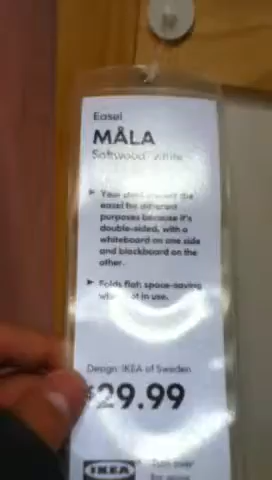 Easel
MÅLA
Softwood white
Your child the
easel for different
purposes because it's
double-sided, with a
whiteboard on one side
and blackboard on the
other.
Folds flat; space-saving
in use.
Design: IKEA of Sweden
$29.99
IKEA Turn over